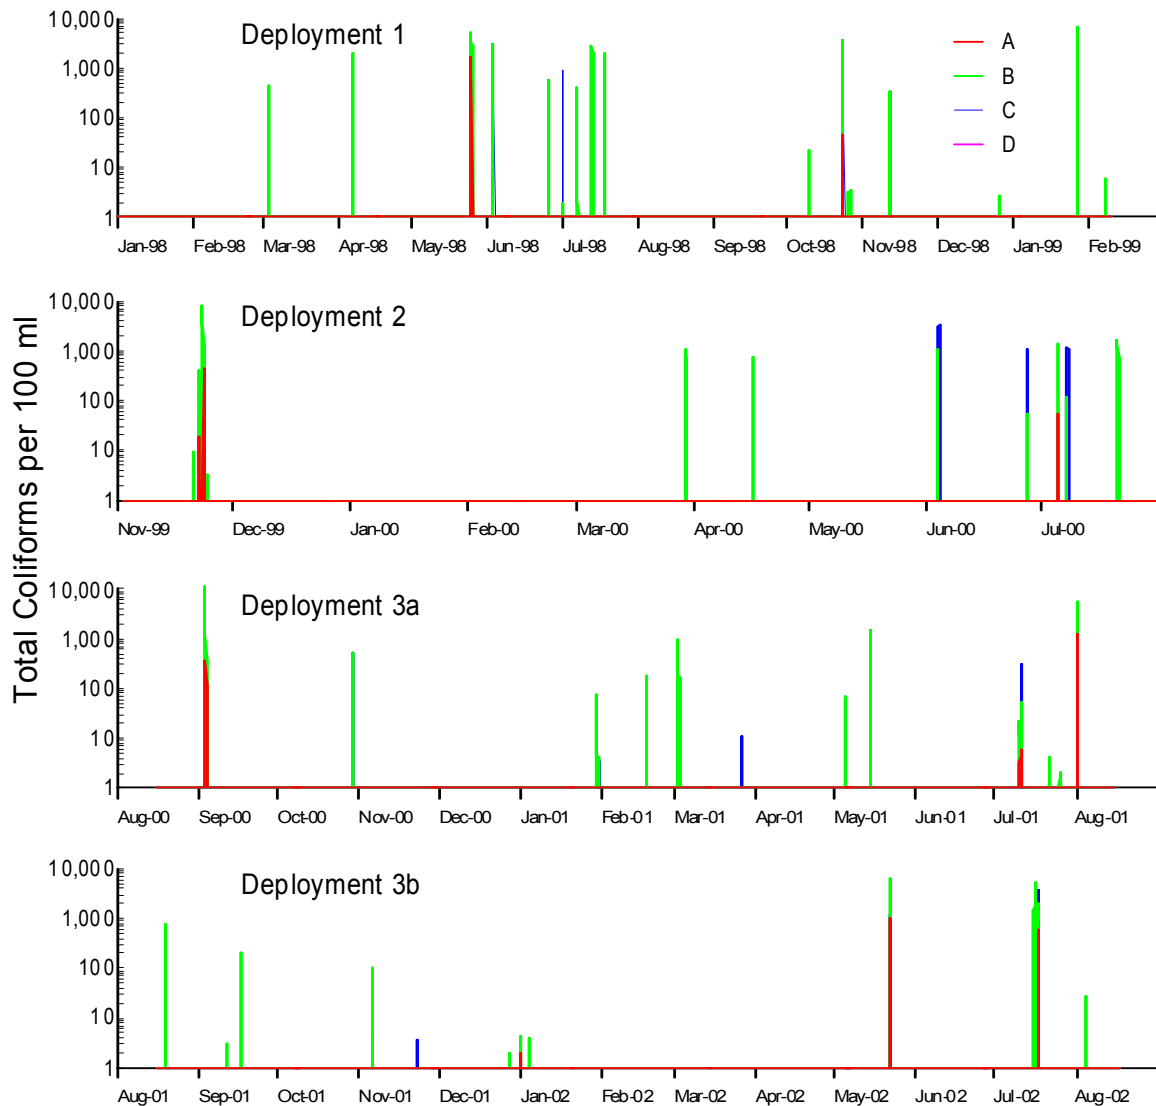 Total Coliforms per 100 ml
Deployment 1
A
B
C
D
10,000
1,000
100
10
1
Jan-98 Feb-98 Mar-98 Apr-98 May-98 Jun-98 Jul-98 Aug-98 Sep-98 Oct-98 Nov-98 Dec-98 Jan-99 Feb-99
Deployment 2
10,000
1,000
100
10
1
Nov-99 Dec-99 Jan-00 Feb-00 Mar-00 Apr-00 May-00 Jun-00 Jul-00
Deployment 3a
10,000
1,000
100
10
1
Aug-00 Sep-00 Oct-00 Nov-00 Dec-00 Jan-01 Feb-01 Mar-01 Apr-01 May-01 Jun-01 Jul-01 Aug-01
Deployment 3b
10,000
1,000
100
10
1
Aug-01 Sep-01 Oct-01 Nov-01 Dec-01 Jan-02 Feb-02 Mar-02 Apr-02 May-02 Jun-02 Jul-02 Aug-02